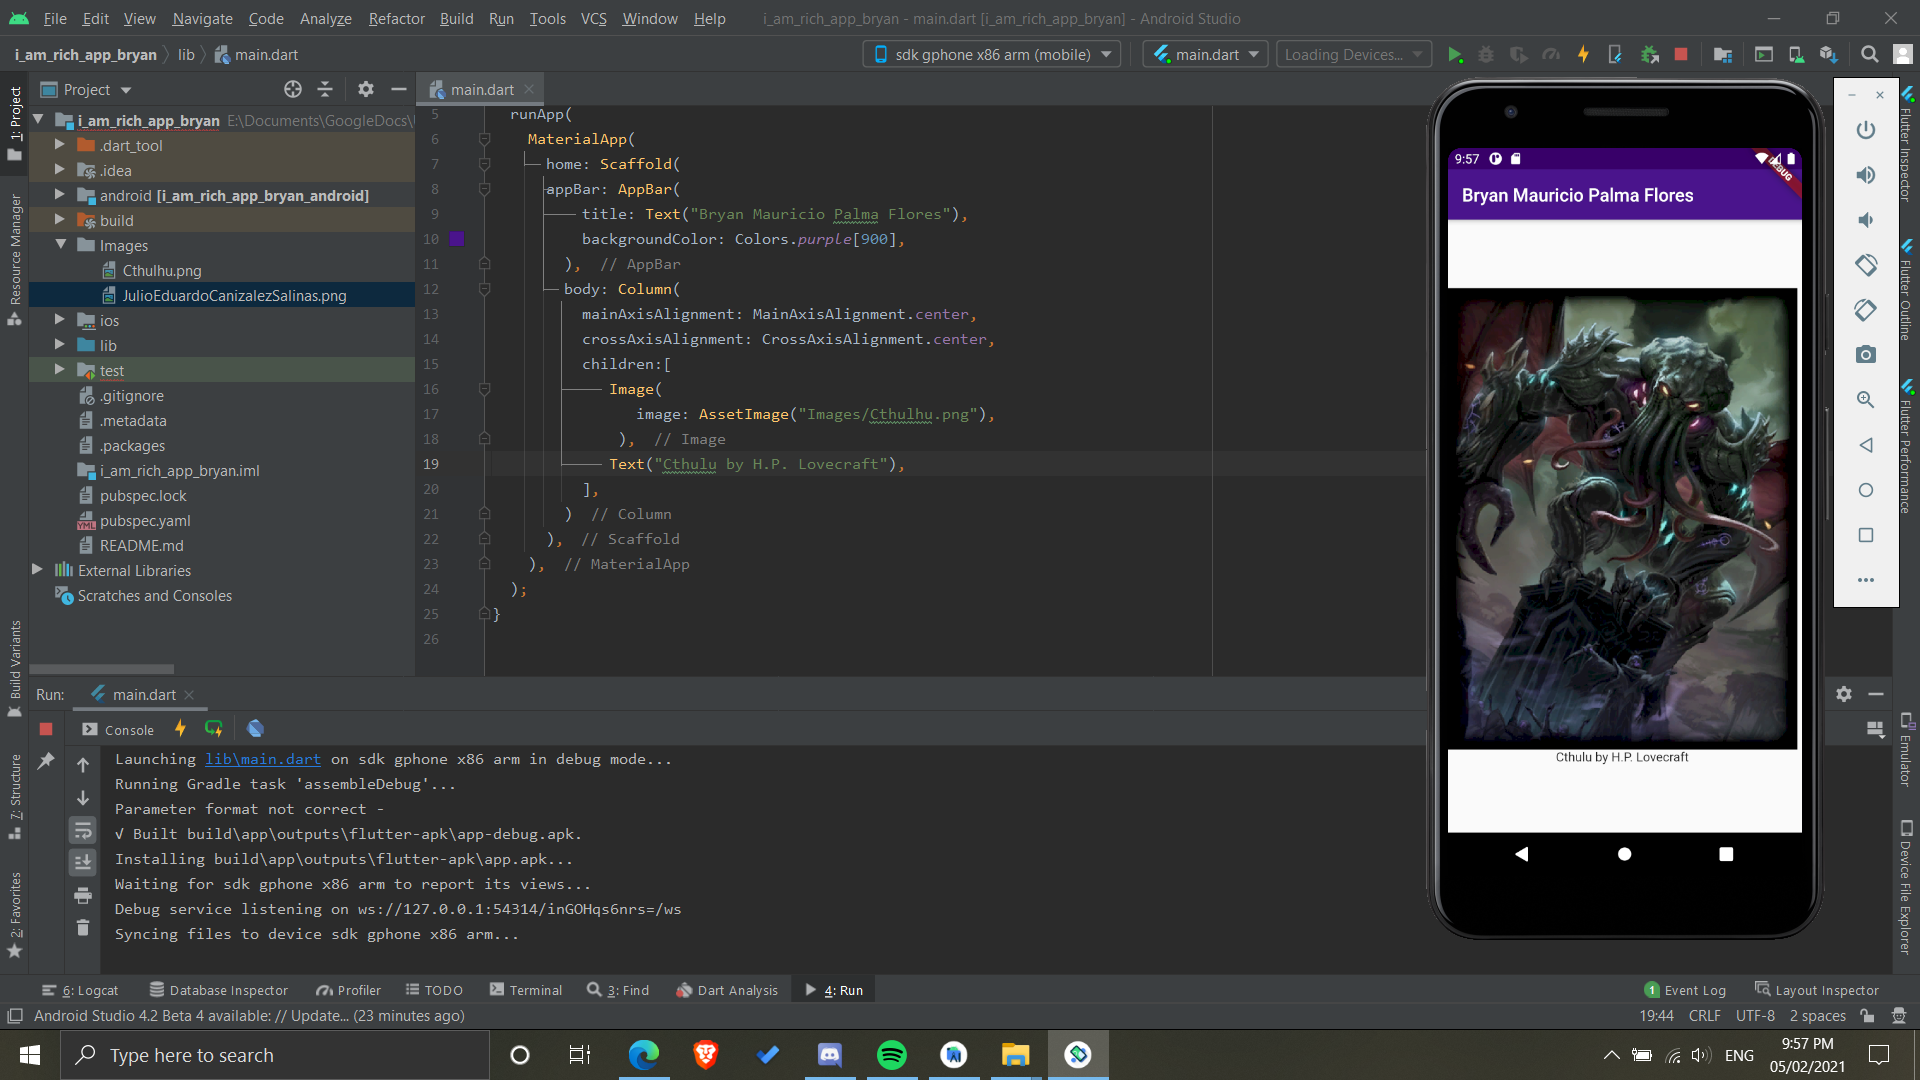 File Edit View Navigate Code Analyze Refactor Build Run Tools VCS Window Help i_am_rich_app_bryan - main.dart [i_am_rich_app_bryan] - Android Studio
i_am_rich_app_bryan lib main.dart sdk gphone x86 arm (mobile) main.dart Loading Devices...
Project
main.dart
1: Project
Resource Manager
Build Variants
7: Structure
2: Favorites
i_am_rich_app_bryan E:\Documents\GoogleDocs\
.dart_tool
.idea
android [i_am_rich_app_bryan_android]
build
Images
Cthulhu.png
JulioEduardoCanizalezSalinas.png
ios
lib
test
.gitignore
.metadata
.packages
i_am_rich_app_bryan.iml
pubspec.lock
pubspec.yaml
README.md
External Libraries
Scratches and Consoles
5 runApp(
6 MaterialApp(
7 home: Scaffold(
8 appBar: AppBar(
9 title: Text("Bryan Mauricio Palma Flores"),
10 backgroundColor: Colors.purple[900],
11 ), // AppBar
12 body: Column(
13 mainAxisAlignment: MainAxisAlignment.center,
14 crossAxisAlignment: CrossAxisAlignment.center,
15 children:[
16 Image(
17 image: AssetImage("Images/Cthulhu.png"),
18 ), // Image
19 Text("Cthulu by H.P. Lovecraft"),
20 ],
21 ) // Column
22 ), // Scaffold
23 ), // MaterialApp
24 );
25 }
26
9:57
DEBUG
Bryan Mauricio Palma Flores
Cthulu by H.P. Lovecraft
Flutter Inspector
Flutter Outline
Flutter Performance
Emulator
Device File Explorer
Run: main.dart
Console
Launching lib\main.dart on sdk gphone x86 arm in debug mode...
Running Gradle task 'assembleDebug'...
Parameter format not correct -
√ Built build\app\outputs\flutter-apk\app-debug.apk.
Installing build\app\outputs\flutter-apk\app.apk...
Waiting for sdk gphone x86 arm to report its views...
Debug service listening on ws://127.0.0.1:54314/inGOHqs6nrs=/ws
Syncing files to device sdk gphone x86 arm...
6: Logcat Database Inspector Profiler TODO Terminal 3: Find Dart Analysis 4: Run 1 Event Log Layout Inspector
Android Studio 4.2 Beta 4 available: // Update... (23 minutes ago) 19:44 CRLF UTF-8 2 spaces
Type here to search
ENG
9:57 PM
05/02/2021